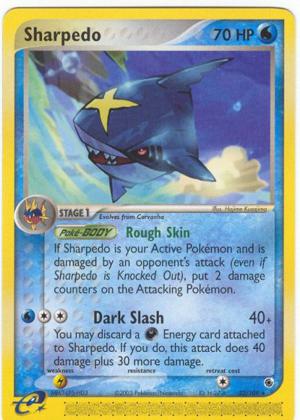 Sharpedo 70 HP
Illus. Hajime Kusajima
STAGE 1
Evolves from Carvanha
Poké-BODY Rough Skin
If Sharpedo is your Active Pokémon and is
damaged by an opponent's attack (even if
Sharpedo is Knocked Out), put 2 damage
counters on the Attacking Pokémon.
Dark Slash 40+
You may discard a Energy card attached
to Sharpedo. If you do, this attack does 40
damage plus 30 more damage.
weakness resistance retreat cost
©2003 Pokémon/Nintendo
e